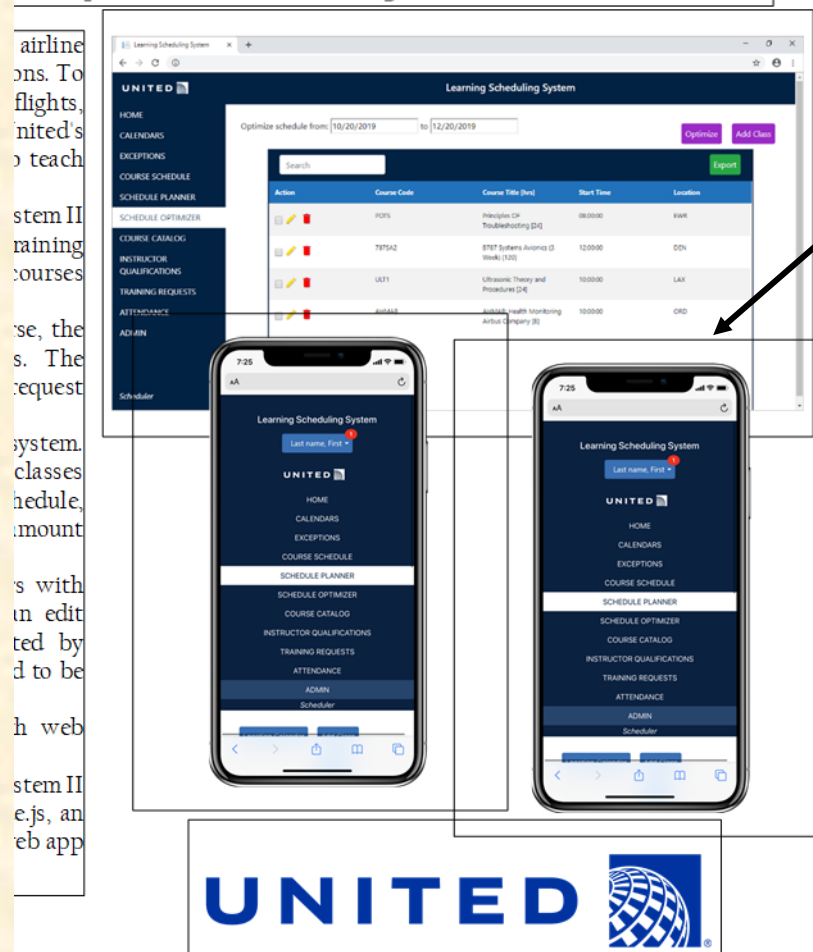 airline
ons. To
flights,
United's
o teach
stem II
raining
courses
rse, the
s. The
request
system.
classes
hedule,
amount
rs with
an edit
ted by
d to be
h web
stem II
e.js, an
eb app
Learning Scheduling System × +
UNITED
Learning Scheduling System
HOME
CALENDARS
EXCEPTIONS
COURSE SCHEDULE
SCHEDULE PLANNER
SCHEDULE OPTIMIZER
COURSE CATALOG
INSTRUCTOR
QUALIFICATIONS
TRAINING REQUESTS
ATTENDANCE
ADMIN
Scheduler
Optimize schedule from: 10/20/2019 to 12/20/2019
Optimize Add Class
Search Export
Action Course Code Course Title [hrs] Start Time Location
POTS Principles Of Troubleshooting [24] 08:00:00 EWR
787SA2 B787 Systems Avionics (3 Week) [120] 12:00:00 DEN
ULT1 Ultrasonic Theory and Procedures [24] 10:00:00 LAX
AHMAB AHMAB, Health Monitoring Airbus Company [8] 10:00:00 ORD
7:25
AA
Learning Scheduling System
Last name, First
1
UNITED
HOME
CALENDARS
EXCEPTIONS
COURSE SCHEDULE
SCHEDULE PLANNER
SCHEDULE OPTIMIZER
COURSE CATALOG
INSTRUCTOR QUALIFICATIONS
TRAINING REQUESTS
ATTENDANCE
ADMIN
Scheduler
7:25
AA
Learning Scheduling System
Last name, First
1
UNITED
HOME
CALENDARS
EXCEPTIONS
COURSE SCHEDULE
SCHEDULE PLANNER
SCHEDULE OPTIMIZER
COURSE CATALOG
INSTRUCTOR QUALIFICATIONS
TRAINING REQUESTS
ATTENDANCE
ADMIN
Scheduler
UNITED